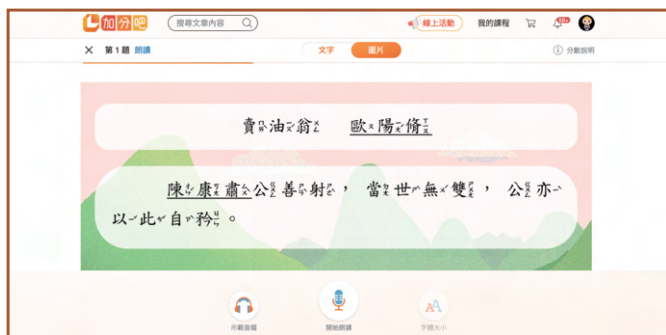 加分吧 搜尋文章內容 線上活動 我的課程 99+
第1題 朗讀 文字 圖片 分數說明
賣油翁 歐陽脩
陳康肅公善射，當世無雙，公亦
以此自矜。
示範音檔 開始朗讀 字體大小